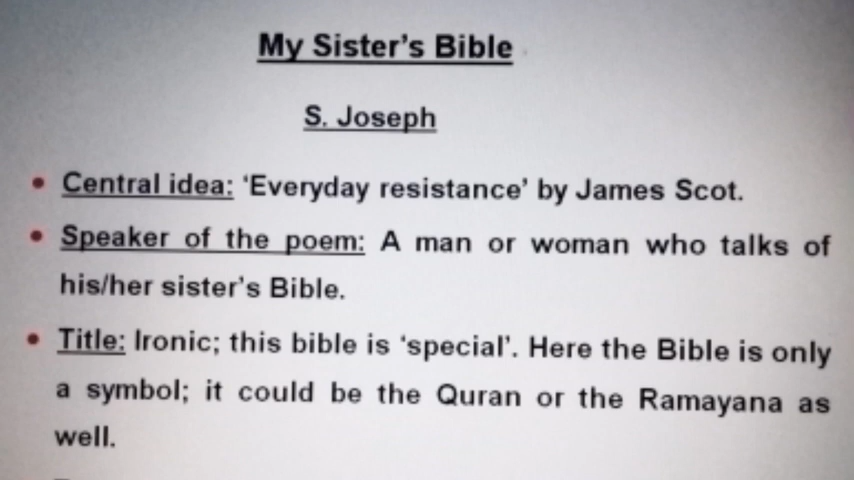 My Sister's Bible
S. Joseph
• Central idea: 'Everyday resistance' by James Scot.
• Speaker of the poem: A man or woman who talks of
his/her sister's Bible.
• Title: Ironic; this bible is 'special'. Here the Bible is only
a symbol; it could be the Quran or the Ramayana as
well.